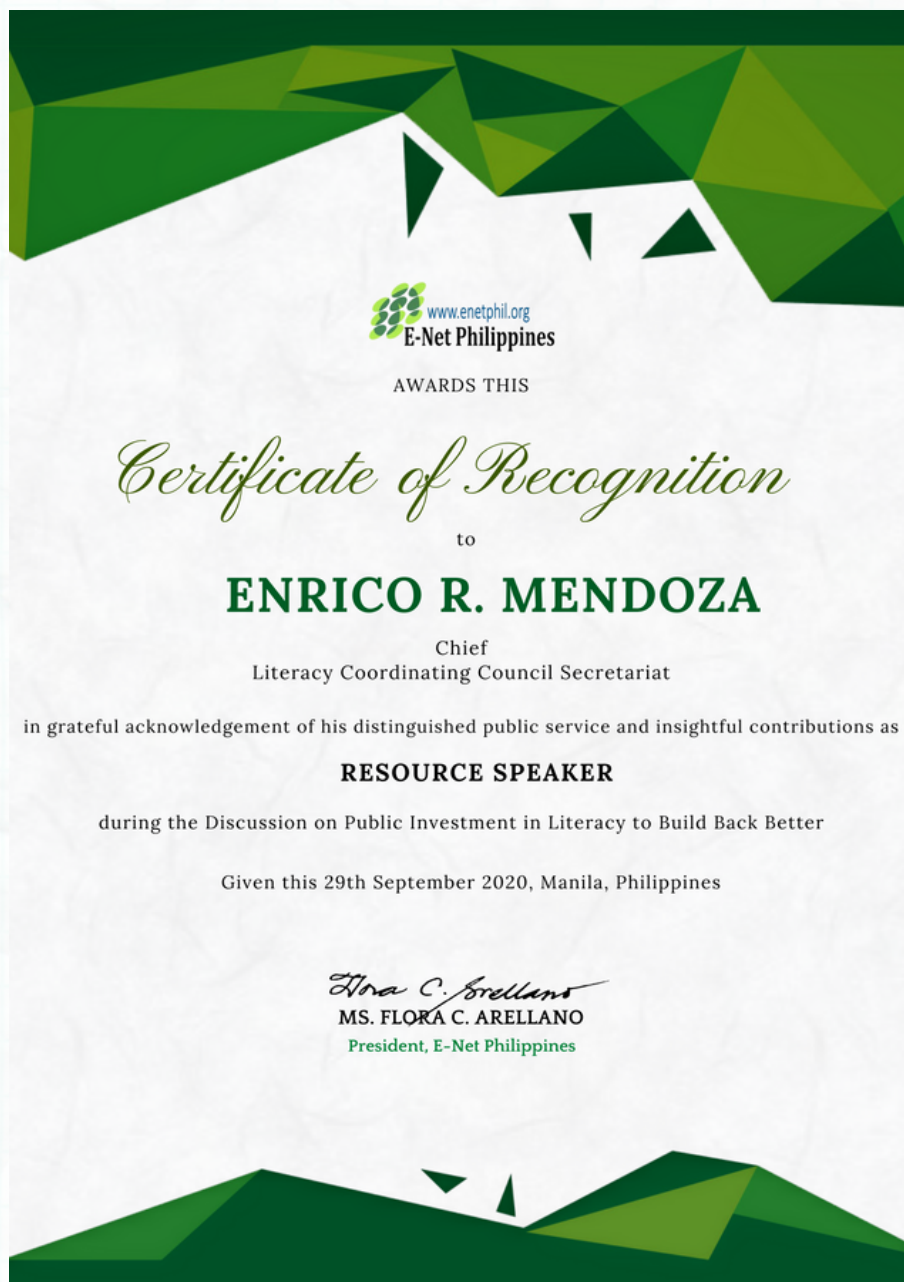 www.enetphil.org
E-Net Philippines
AWARDS THIS
Certificate of Recognition
to
ENRICO R. MENDOZA
Chief
Literacy Coordinating Council Secretariat
in grateful acknowledgement of his distinguished public service and insightful contributions as
RESOURCE SPEAKER
during the Discussion on Public Investment in Literacy to Build Back Better
Given this 29th September 2020, Manila, Philippines
Flora C. Arellano
MS. FLORA C. ARELLANO
President, E-Net Philippines